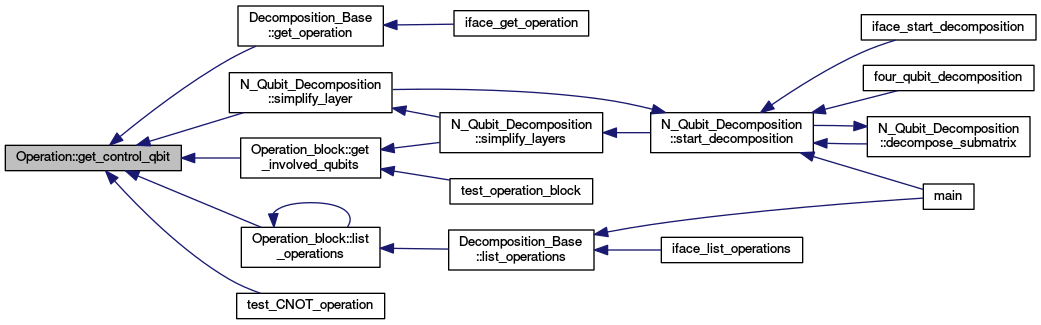 Operation::get_control_qbit
Decomposition_Base
::get_operation
iface_get_operation
N_Qubit_Decomposition
::simplify_layer
Operation_block::get
_involved_qubits
N_Qubit_Decomposition
::simplify_layers
test_operation_block
Operation_block::list
_operations
Decomposition_Base
::list_operations
iface_list_operations
test_CNOT_operation
N_Qubit_Decomposition
::start_decomposition
iface_start_decomposition
four_qubit_decomposition
N_Qubit_Decomposition
::decompose_submatrix
main